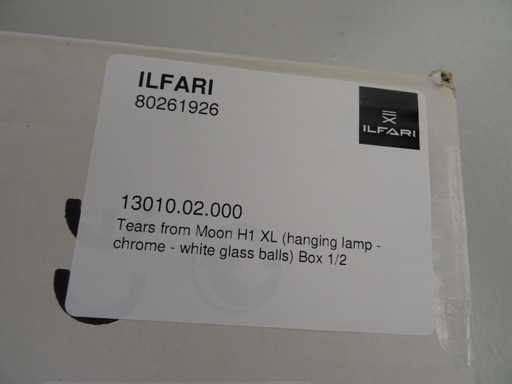 ILFARI
80261926
ILFARI
13010.02.000
Tears from Moon H1 XL (hanging lamp -
chrome - white glass balls) Box 1/2